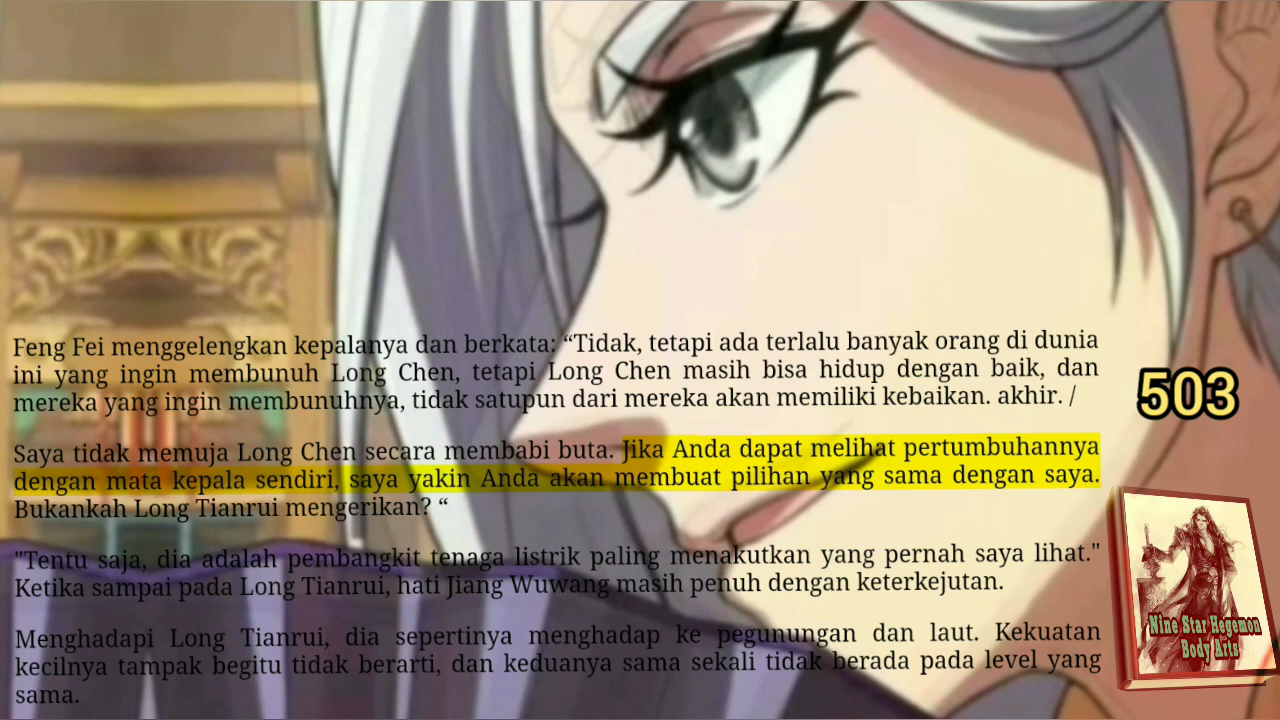 Feng Fei menggelengkan kepalanya dan berkata: “Tidak, tetapi ada terlalu banyak orang di dunia
ini yang ingin membunuh Long Chen, tetapi Long Chen masih bisa hidup dengan baik, dan
mereka yang ingin membunuhnya, tidak satupun dari mereka akan memiliki kebaikan. akhir. /
Saya tidak memuja Long Chen secara membabi buta. Jika Anda dapat melihat pertumbuhannya
dengan mata kepala sendiri, saya yakin Anda akan membuat pilihan yang sama dengan saya.
Bukankah Long Tianrui mengerikan? “
"Tentu saja, dia adalah pembangkit tenaga listrik paling menakutkan yang pernah saya lihat."
Ketika sampai pada Long Tianrui, hati Jiang Wuwang masih penuh dengan keterkejutan.
Menghadapi Long Tianrui, dia sepertinya menghadap ke pegunungan dan laut. Kekuatan
kecilnya tampak begitu tidak berarti, dan keduanya sama sekali tidak berada pada level yang
sama.
503
Nine Star Hegemon
Body Arts